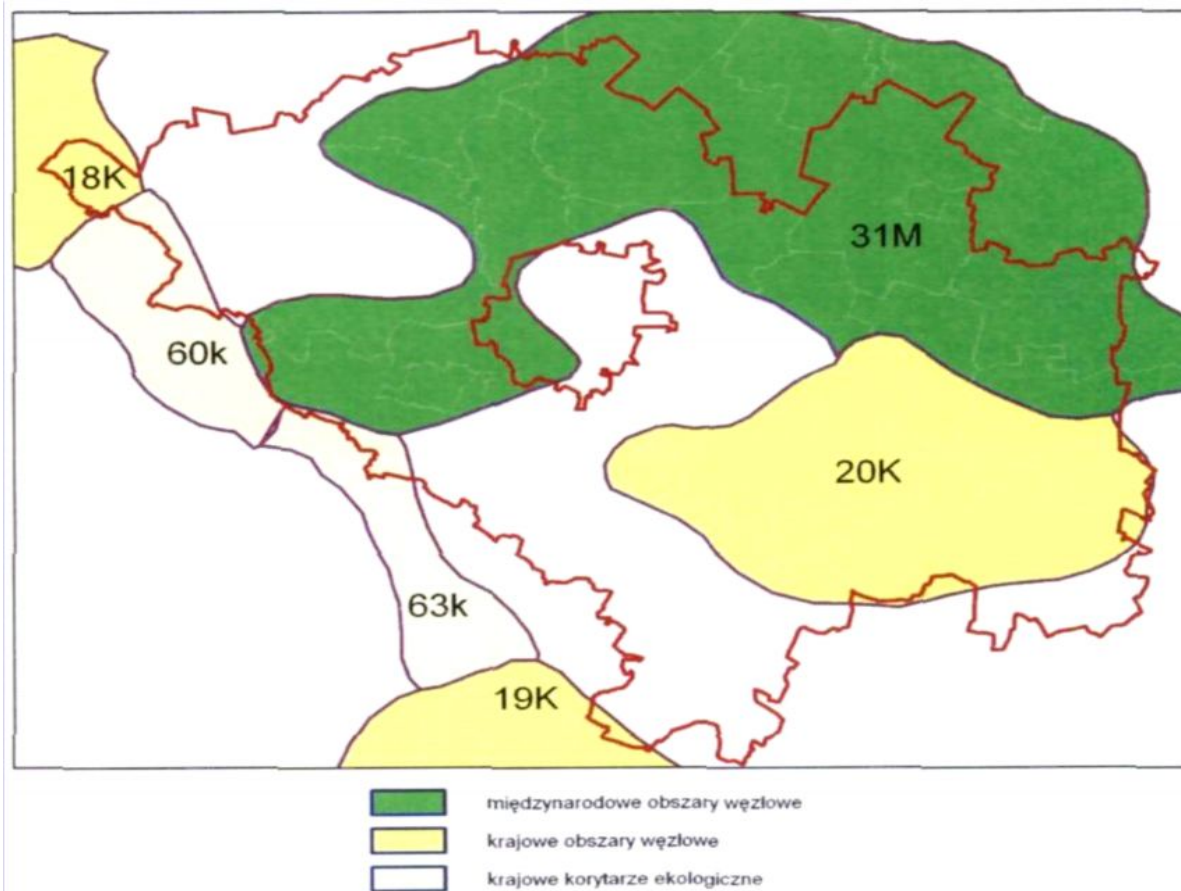 18K
31M
60k
20K
63k
19K
międzynarodowe obszary węzłowe
krajowe obszary węzłowe
krajowe korytarze ekologiczne